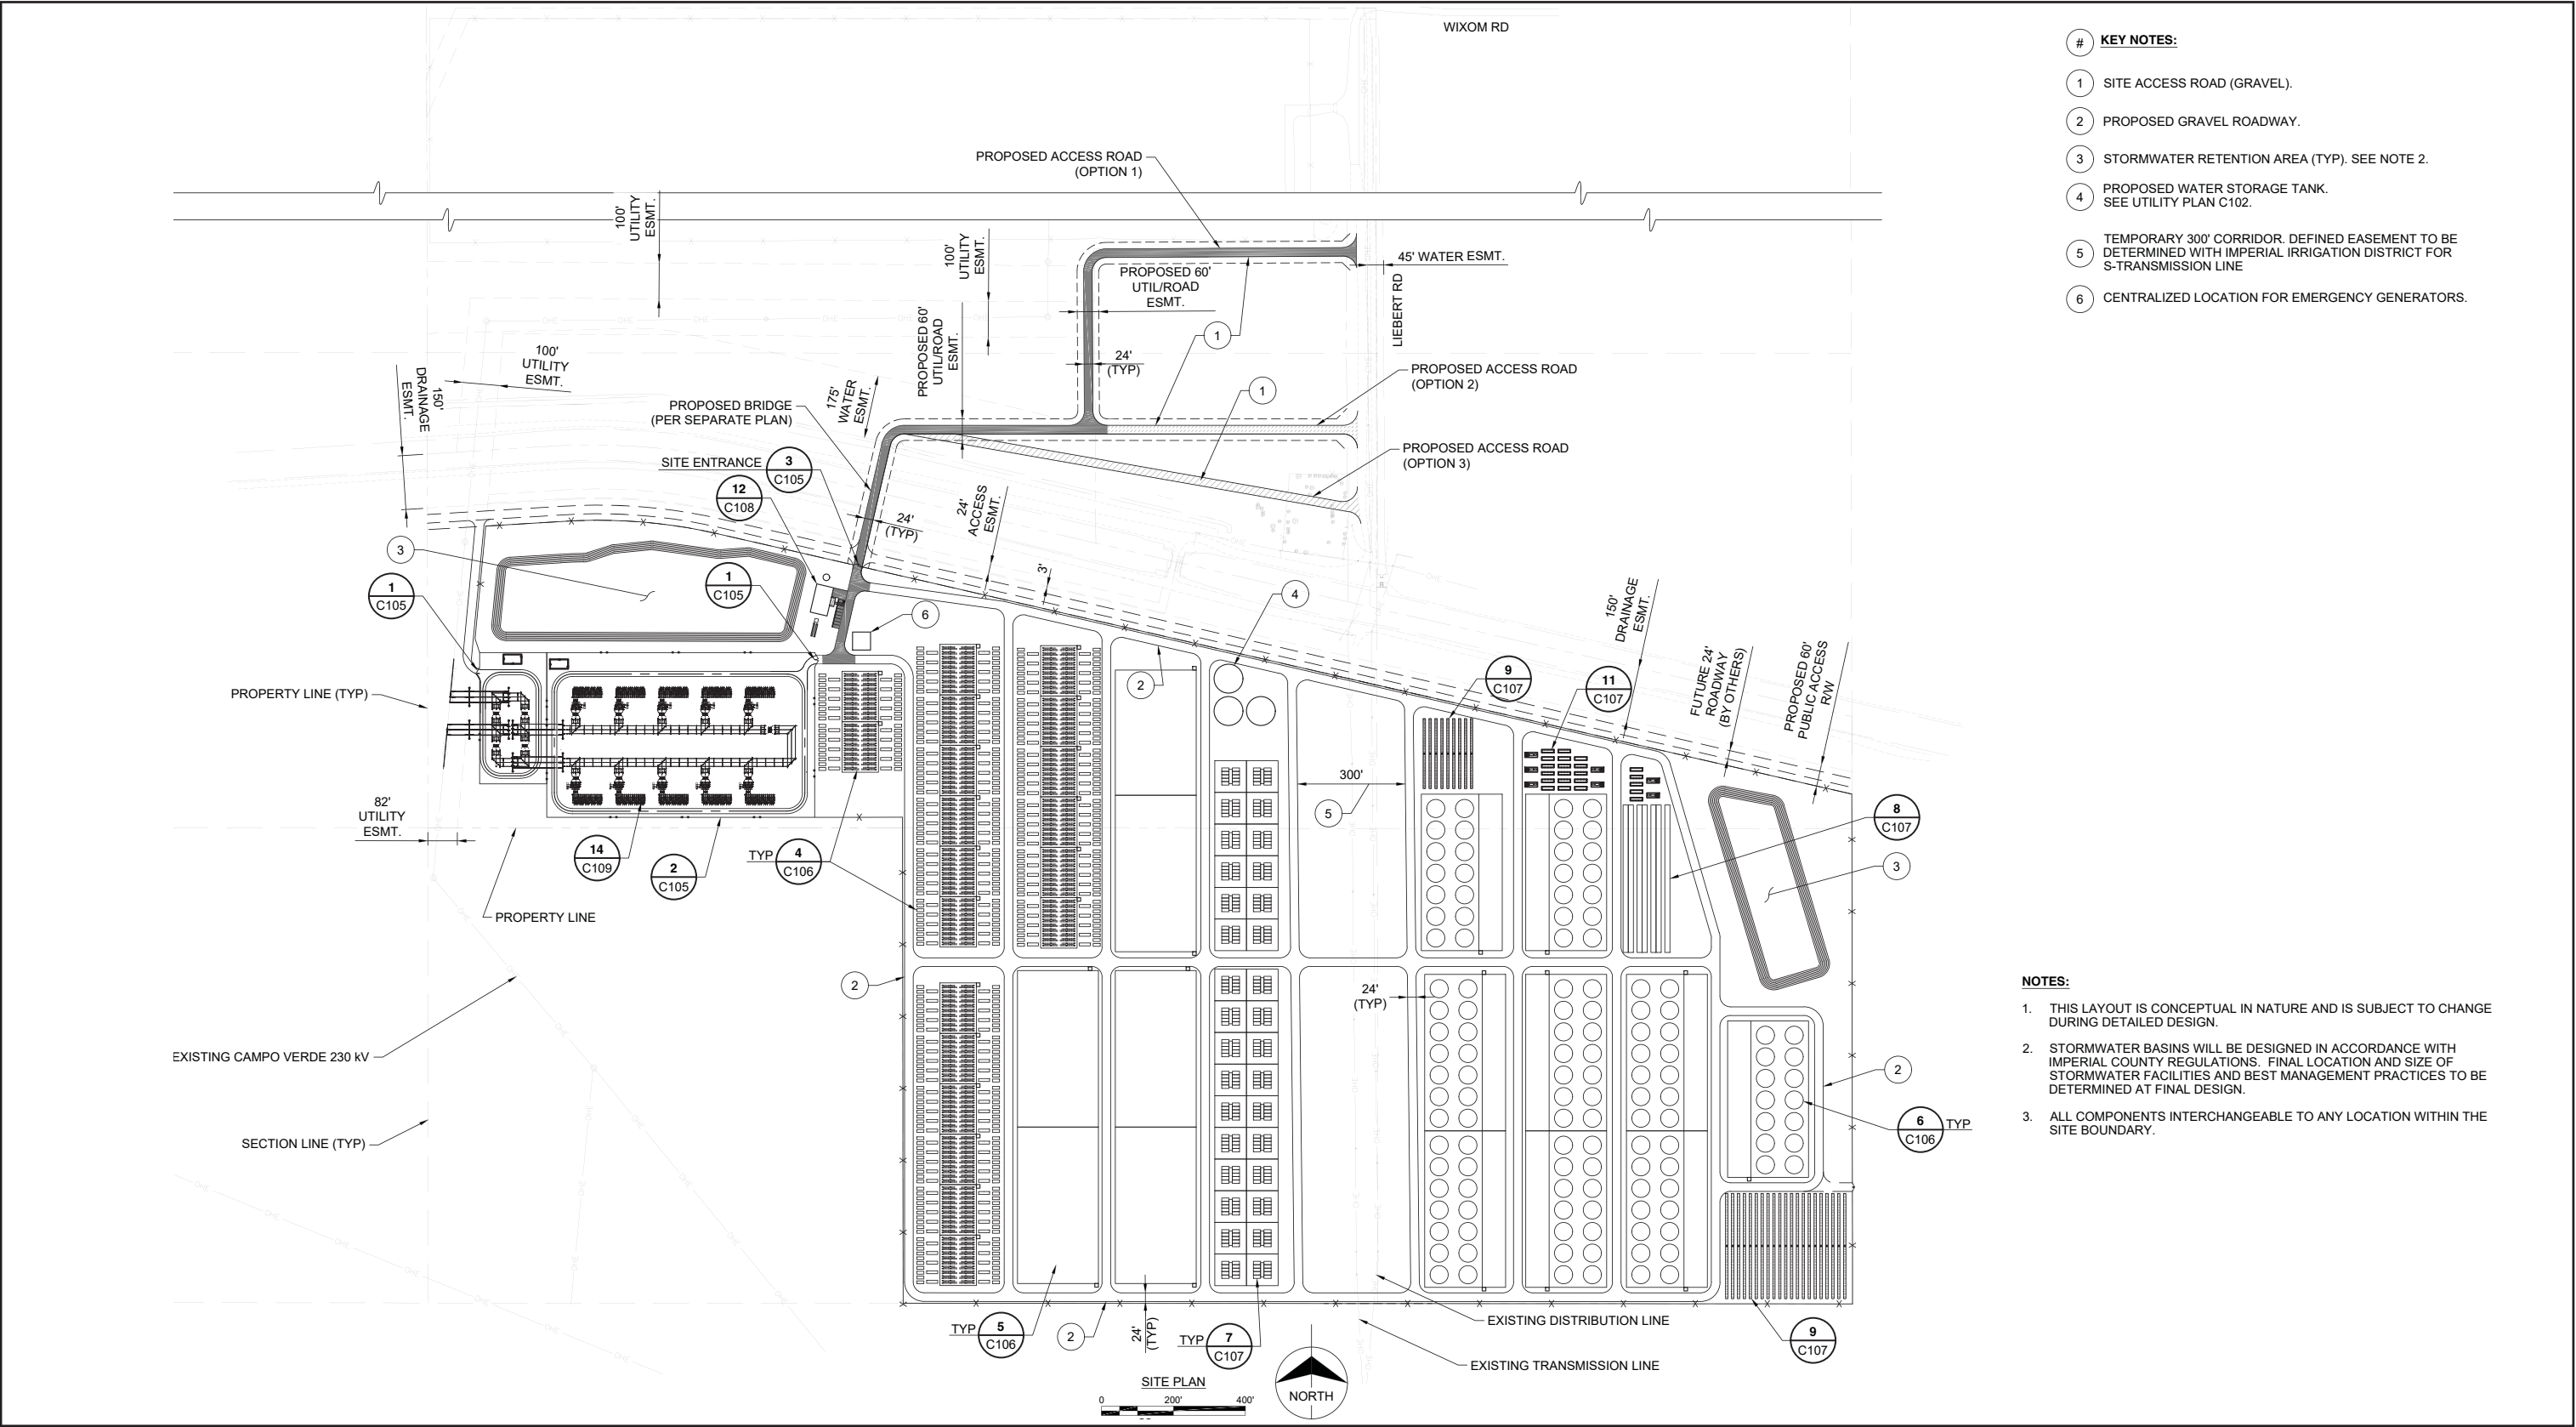 WIXOM RD
# KEY NOTES:
1 SITE ACCESS ROAD (GRAVEL).
2 PROPOSED GRAVEL ROADWAY.
3 STORMWATER RETENTION AREA (TYP). SEE NOTE 2.
4 PROPOSED WATER STORAGE TANK.
SEE UTILITY PLAN C102.
5 TEMPORARY 300' CORRIDOR. DEFINED EASEMENT TO BE
DETERMINED WITH IMPERIAL IRRIGATION DISTRICT FOR
S-TRANSMISSION LINE
6 CENTRALIZED LOCATION FOR EMERGENCY GENERATORS.
PROPOSED ACCESS ROAD
(OPTION 1)
100'
UTILITY
ESMT.
100'
UTILITY
ESMT.
PROPOSED 60'
UTIL/ROAD
ESMT.
45' WATER ESMT.
LIEBERT RD
1
PROPOSED 60'
UTIL/ROAD
ESMT.
24'
(TYP)
100'
UTILITY
ESMT.
150'
DRAINAGE
ESMT.
175'
WATER
ESMT.
PROPOSED ACCESS ROAD
(OPTION 2)
1
PROPOSED BRIDGE
(PER SEPARATE PLAN)
PROPOSED ACCESS ROAD
(OPTION 3)
SITE ENTRANCE
3
C105
12
C108
24'
(TYP)
24'
ACCESS
ESMT.
3'
3
1
C105
1
C105
6
4
150'
DRAINAGE
ESMT.
FUTURE 24'
ROADWAY
(BY OTHERS)
PROPOSED 60'
PUBLIC ACCESS
R/W
PROPERTY LINE (TYP)
2
9
C107
11
C107
300'
5
82'
UTILITY
ESMT.
8
C107
14
C109
2
C105
TYP
4
C106
3
PROPERTY LINE
2
24'
(TYP)
EXISTING CAMPO VERDE 230 kV
2
SECTION LINE (TYP)
6
C106
TYP
NOTES:
1. THIS LAYOUT IS CONCEPTUAL IN NATURE AND IS SUBJECT TO CHANGE
DURING DETAILED DESIGN.
2. STORMWATER BASINS WILL BE DESIGNED IN ACCORDANCE WITH
IMPERIAL COUNTY REGULATIONS. FINAL LOCATION AND SIZE OF
STORMWATER FACILITIES AND BEST MANAGEMENT PRACTICES TO BE
DETERMINED AT FINAL DESIGN.
3. ALL COMPONENTS INTERCHANGEABLE TO ANY LOCATION WITHIN THE
SITE BOUNDARY.
TYP
5
C106
2
24'
(TYP)
TYP
7
C107
EXISTING DISTRIBUTION LINE
9
C107
EXISTING TRANSMISSION LINE
SITE PLAN
0 200' 400'
NORTH